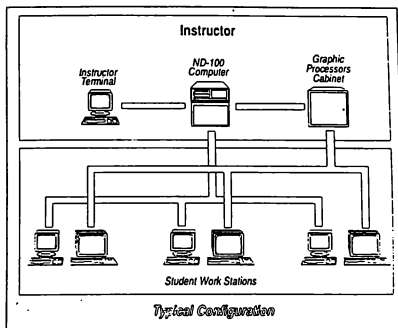 Instructor
Instructor
Terminal
ND-100
Computer
Graphic
Processors
Cabinet
Student Work Stations
Typical Configuration